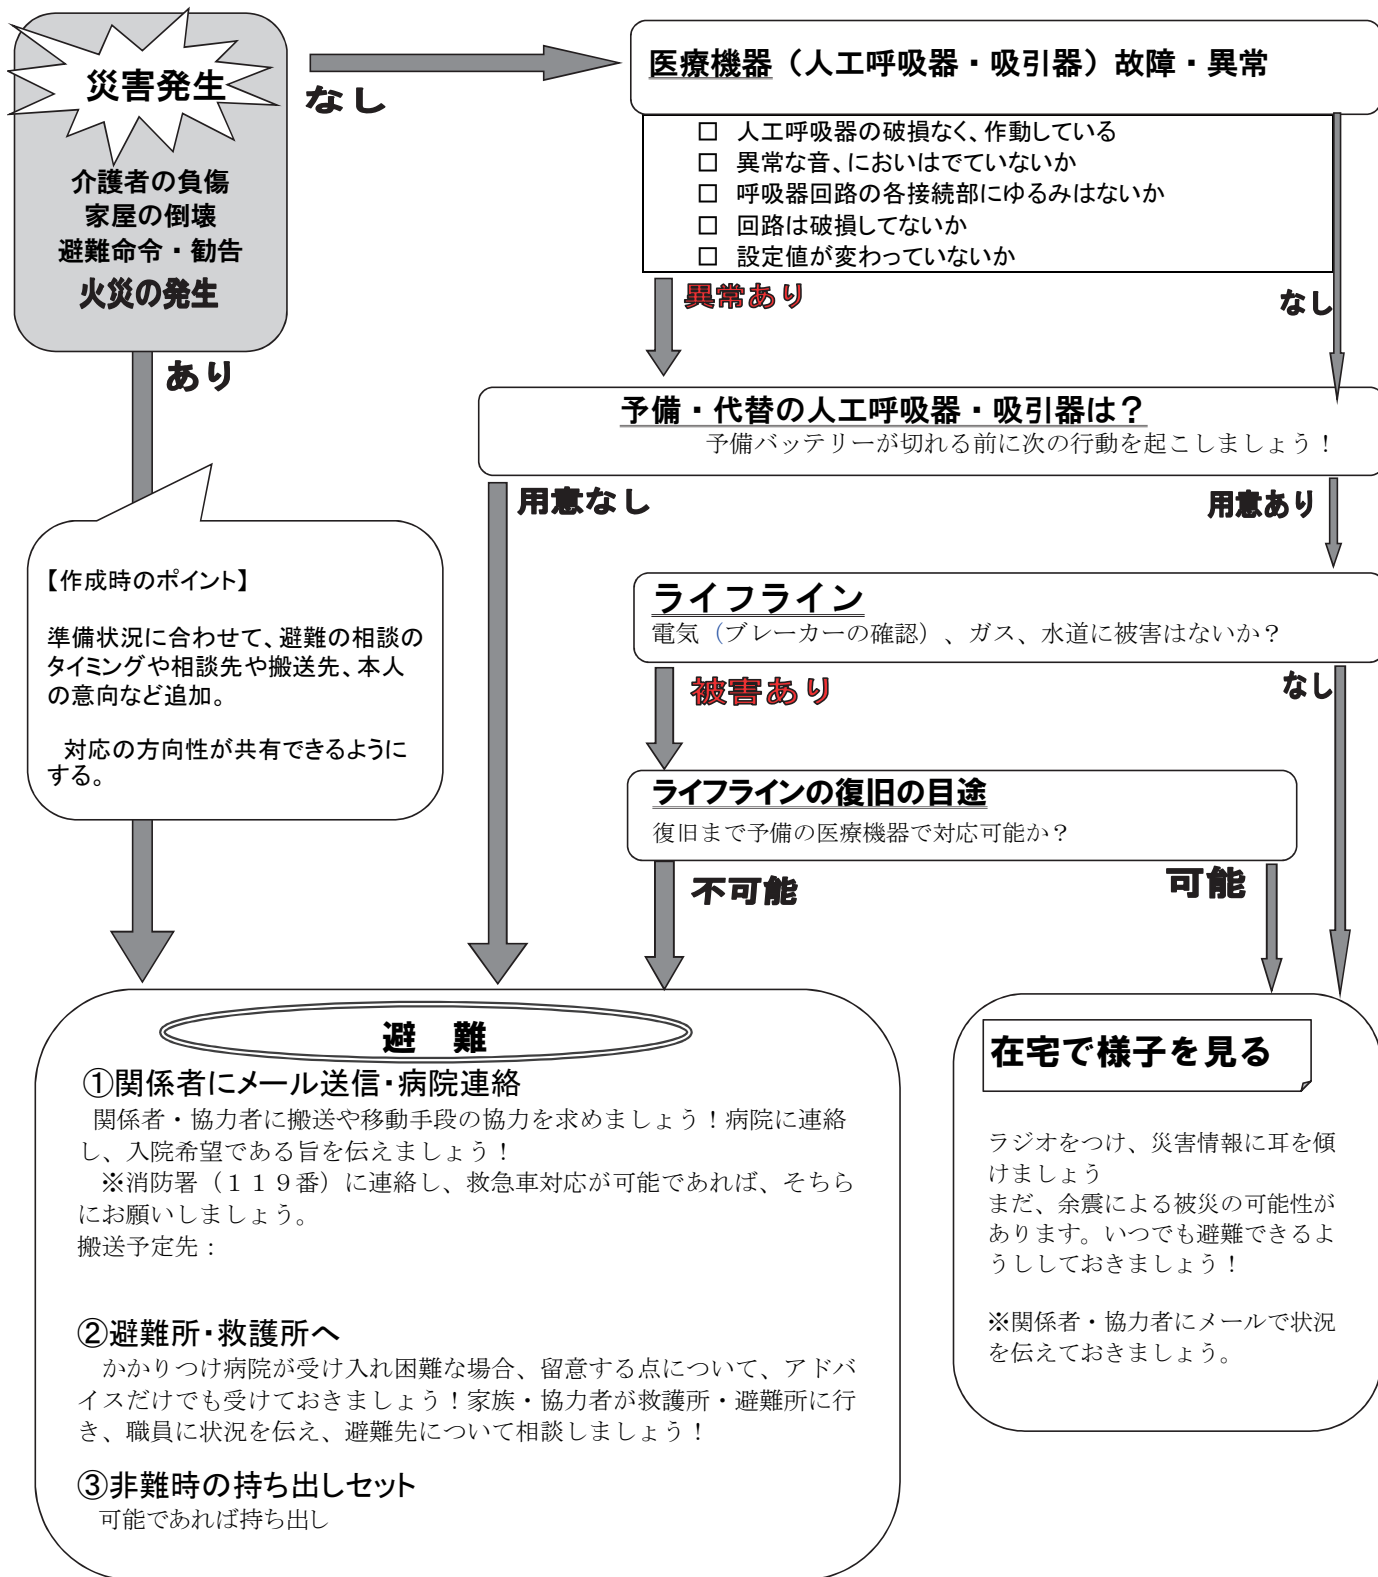 災害発生
介護者の負傷
家屋の倒壊
避難命令・勧告
火災の発生
なし
あり
医療機器（人工呼吸器・吸引器）故障・異常
□ 人工呼吸器の破損なく、作動している
□ 異常な音、においはでていないか
□ 呼吸器回路の各接続部にゆるみはないか
□ 回路は破損してないか
□ 設定値が変わっていないか
異常あり
なし
予備・代替の人工呼吸器・吸引器は？
予備バッテリーが切れる前に次の行動を起こしましょう！
用意なし
用意あり
【作成時のポイント】
準備状況に合わせて、避難の相談の
タイミングや相談先や搬送先、本人
の意向など追加。
対応の方向性が共有できるように
する。
ライフライン
電気（ブレーカーの確認）、ガス、水道に被害はないか？
被害あり
なし
ライフラインの復旧の目途
復旧まで予備の医療機器で対応可能か？
不可能
可能
避 難
①関係者にメール送信・病院連絡
関係者・協力者に搬送や移動手段の協力を求めましょう！病院に連絡
し、入院希望である旨を伝えましょう！
※消防署（１１９番）に連絡し、救急車対応が可能であれば、そちら
にお願いしましょう。
搬送予定先：
②避難所・救護所へ
かかりつけ病院が受け入れ困難な場合、留意する点について、アドバ
イスだけでも受けておきましょう！家族・協力者が救護所・避難所に行
き、職員に状況を伝え、避難先について相談しましょう！
③非難時の持ち出しセット
可能であれば持ち出し
在宅で様子を見る
ラジオをつけ、災害情報に耳を傾
けましょう
まだ、余震による被災の可能性が
あります。いつでも避難できるよ
うししておきましょう！
※関係者・協力者にメールで状況
を伝えておきましょう。